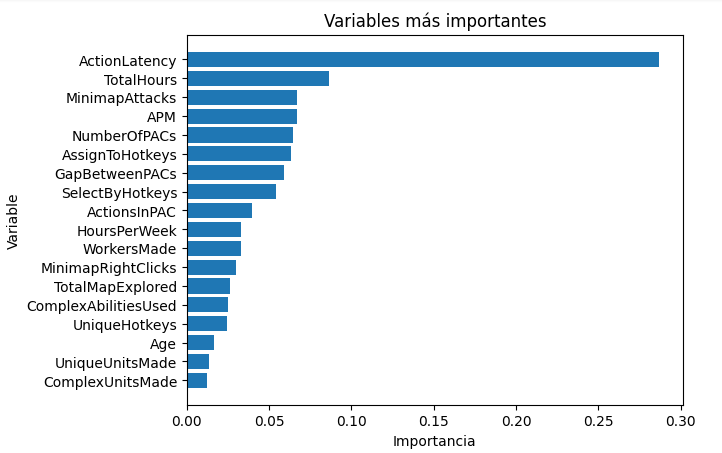 Variables más importantes
ActionLatency
TotalHours
MinimapAttacks
APM
NumberOfPACs
AssignToHotkeys
GapBetweenPACs
SelectByHotkeys
ActionsInPAC
HoursPerWeek
WorkersMade
MinimapRightClicks
TotalMapExplored
ComplexAbilitiesUsed
UniqueHotkeys
Age
UniqueUnitsMade
ComplexUnitsMade
Variable
0.00 0.05 0.10 0.15 0.20 0.25 0.30
Importancia